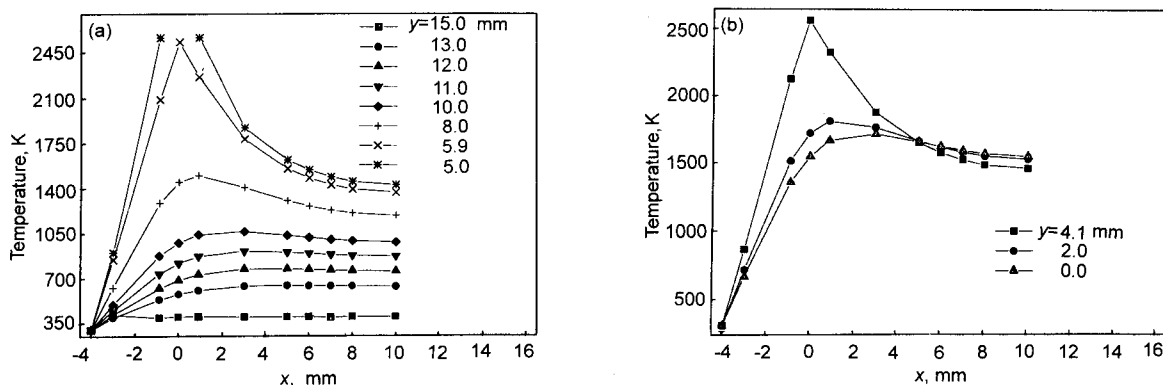 (a)
y=15.0 mm
13.0
12.0
11.0
10.0
8.0
5.9
5.0
2450
2100
1750
1400
1050
700
350
Temperature, K
-4 -2 0 2 4 6 8 10 12 14 16
x, mm
(b)
2500
2000
1500
1000
500
Temperature, K
y=4.1 mm
2.0
0.0
-4 -2 0 2 4 6 8 10 12 14 16
x, mm